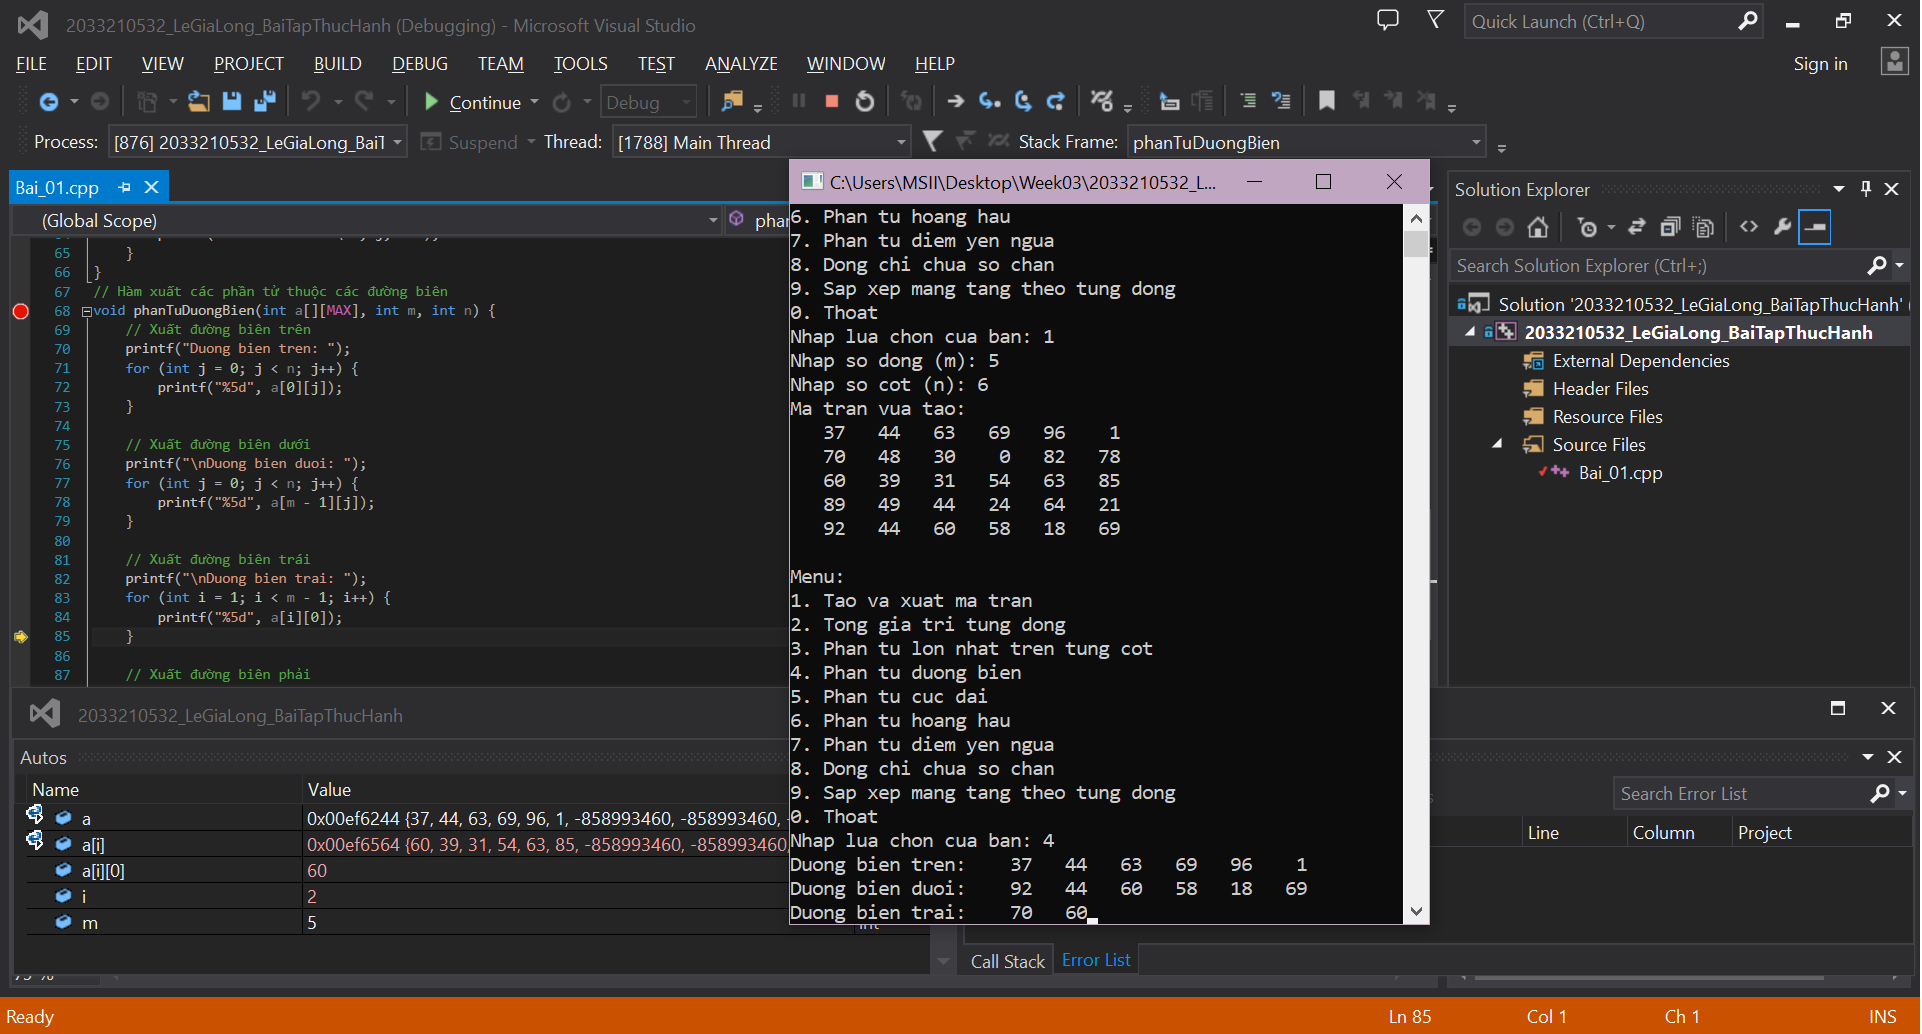 2033210532_LeGiaLong_BaiTapThucHanh (Debugging) - Microsoft Visual Studio
Quick Launch (Ctrl+Q)
FILE EDIT VIEW PROJECT BUILD DEBUG TEAM TOOLS TEST ANALYZE WINDOW HELP
Sign in
Continue
Debug
Process: [876] 2033210532_LeGiaLong_BaiT
Suspend
Thread: [1788] Main Thread
Stack Frame: phanTuDuongBien
Bai_01.cpp
(Global Scope)
phan
65 }
66 }
67 // Hàm xuất các phần tử thuộc các đường biên
68 void phanTuDuongBien(int a[][MAX], int m, int n) {
69 // Xuất đường biên trên
70 printf("Duong bien tren: ");
71 for (int j = 0; j < n; j++) {
72 printf("%5d", a[0][j]);
73 }
74
75 // Xuất đường biên dưới
76 printf("\nDuong bien duoi: ");
77 for (int j = 0; j < n; j++) {
78 printf("%5d", a[m - 1][j]);
79 }
80
81 // Xuất đường biên trái
82 printf("\nDuong bien trai: ");
83 for (int i = 1; i < m - 1; i++) {
84 printf("%5d", a[i][0]);
85 }
86
87 // Xuất đường biên phải
C:\Users\MSII\Desktop\Week03\2033210532_L...
6. Phan tu hoang hau
7. Phan tu diem yen ngua
8. Dong chi chua so chan
9. Sap xep mang tang theo tung dong
0. Thoat
Nhap lua chon cua ban: 1
Nhap so dong (m): 5
Nhap so cot (n): 6
Ma tran vua tao:
37 44 63 69 96 1
70 48 30 0 82 78
60 39 31 54 63 85
89 49 44 24 64 21
92 44 60 58 18 69
Menu:
1. Tao va xuat ma tran
2. Tong gia tri tung dong
3. Phan tu lon nhat tren tung cot
4. Phan tu duong bien
5. Phan tu cuc dai
6. Phan tu hoang hau
7. Phan tu diem yen ngua
8. Dong chi chua so chan
9. Sap xep mang tang theo tung dong
0. Thoat
Nhap lua chon cua ban: 4
Duong bien tren: 37 44 63 69 96 1
Duong bien duoi: 92 44 60 58 18 69
Duong bien trai: 70 60
Solution Explorer
Search Solution Explorer (Ctrl+;)
Solution '2033210532_LeGiaLong_BaiTapThucHanh' (
2033210532_LeGiaLong_BaiTapThucHanh
External Dependencies
Header Files
Resource Files
Source Files
Bai_01.cpp
2033210532_LeGiaLong_BaiTapThucHanh
Autos
Name Value
a 0x00ef6244 {37, 44, 63, 69, 96, 1, -858993460, -858993460, -
a[i] 0x00ef6564 {60, 39, 31, 54, 63, 85, -858993460, -858993460,
a[i][0] 60
i 2
m 5 int
Search Error List
Line Column Project
Call Stack Error List
Ready
Ln 85 Col 1 Ch 1 INS